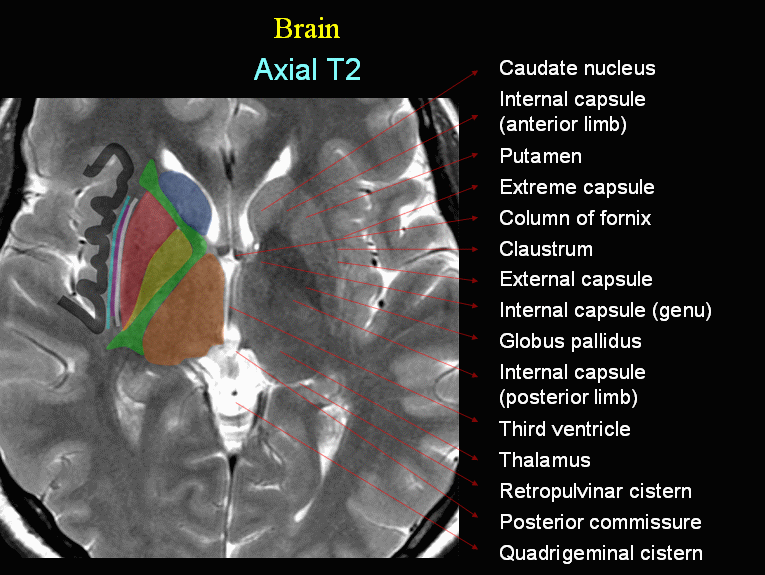 Brain
Axial T2
Caudate nucleus
Internal capsule
(anterior limb)
Putamen
Extreme capsule
Column of fornix
Claustrum
External capsule
Internal capsule (genu)
Globus pallidus
Internal capsule
(posterior limb)
Third ventricle
Thalamus
Retropulvinar cistern
Posterior commissure
Quadrigeminal cistern